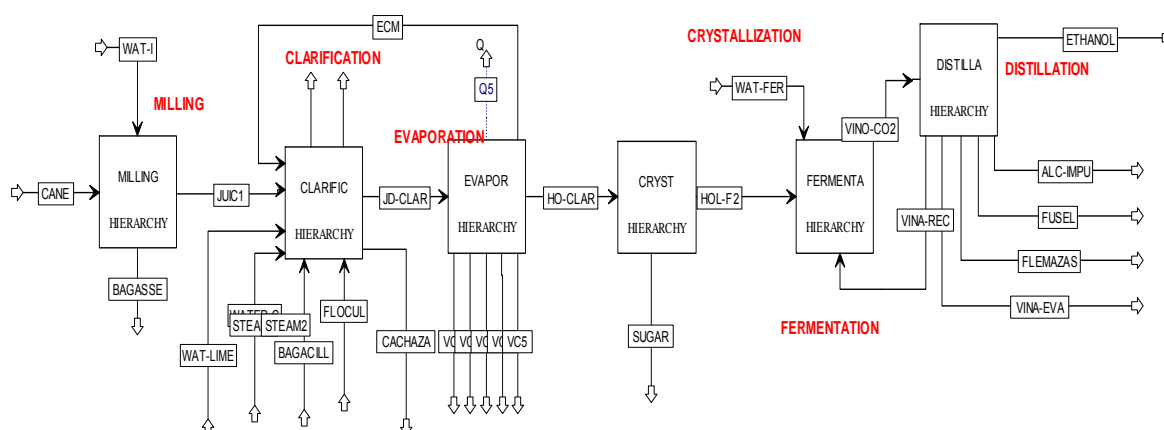 ECM
ETHANOL
CRYSTALLIZATION
Q
WAT-I
CLARIFICATION
DISTILLA
DISTILLATION
Q5
WAT-FER
MILLING
HIERARCHY
VINO-CO2
EVAPORATION
MILLING
CLARIFIC
EVAPOR
CRYST
FERMENTA
ALC-IMPU
CANE
JUIC1
JD-CLAR
HO-CLAR
HOL-F2
HIERARCHY
HIERARCHY
HIERARCHY
HIERARCHY
HIERARCHY
VINA-REC
FUSEL
FLEMAZAS
BAGASSE
FLOCUL
VINA-EVA
STEAM2
FERMENTATION
SUGAR
CACHAZA
VC5
WAT-LIME
BAGACILL